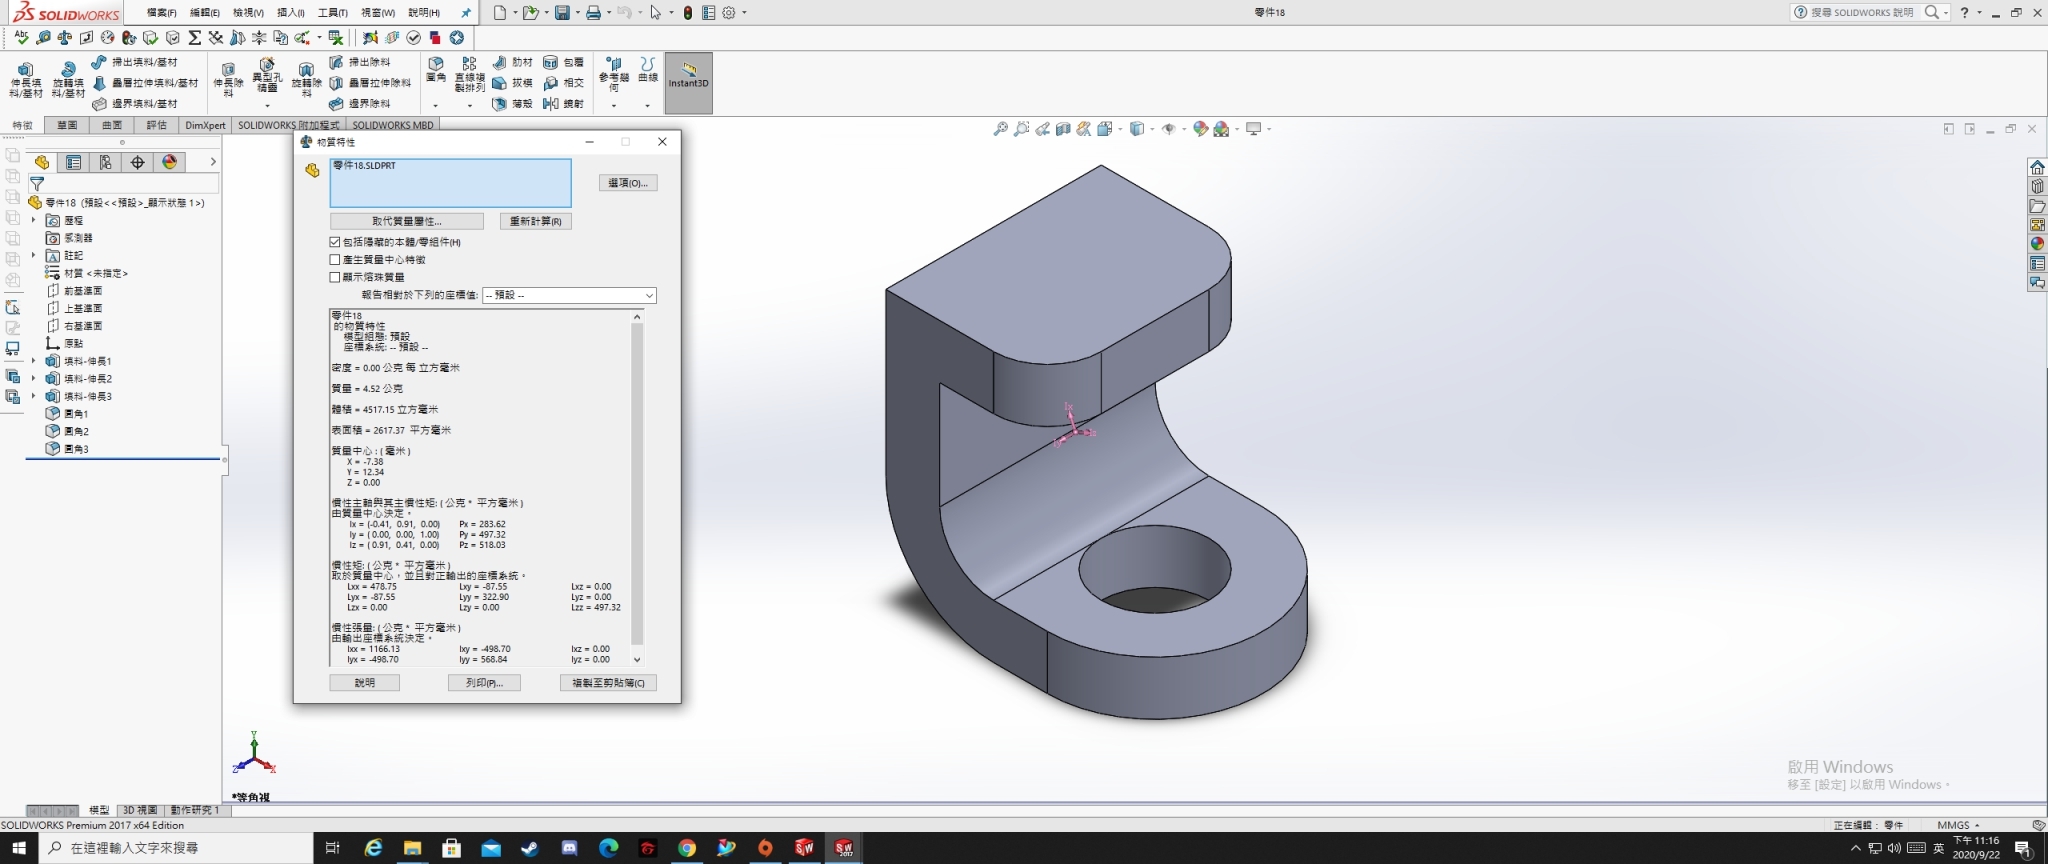 SOLIDWORKS
檔案(F) 編輯(E) 檢視(V) 插入(I) 工具(T) 視窗(W) 說明(H)
零件18
搜尋 SOLIDWORKS 說明
伸長填料/基材
旋轉填料/基材
掃出填料/基材
疊層拉伸填料/基材
邊界填料/基材
伸長除料
異型孔精靈
旋轉除料
掃出除料
疊層拉伸除料
邊界除料
圓角
直線複製排列
肋材
拔模
薄殼
包覆
相交
鏡射
參考幾何
曲線
Instant3D
特徵 草圖 曲面 評估 DimXpert SOLIDWORKS 附加程式 SOLIDWORKS MBD
零件18 (預設<<預設>_顯示狀態 1>)
歷程
感測器
註記
材質 <未指定>
前基準面
上基準面
右基準面
原點
填料-伸長1
填料-伸長2
填料-伸長3
圓角1
圓角2
圓角3
物質特性
零件18.SLDPRT
選項(O)...
取代質量屬性... 重新計算(R)
包括隱藏的本體/零組件(H)
產生質量中心特徵
顯示熔珠質量
報告相對於下列的座標值: -- 預設 --
零件18
的物質特性
模型組態: 預設
座標系統: -- 預設 --
密度 = 0.00 公克 每 立方毫米
質量 = 4.52 公克
體積 = 4517.15 立方毫米
表面積 = 2617.37 平方毫米
質量中心 : ( 毫米 )
X = -7.38
Y = 12.34
Z = 0.00
慣性主軸與其主慣性矩: ( 公克 * 平方毫米 )
由質量中心決定。
Ix = (-0.41, 0.91, 0.00) Px = 283.62
Iy = ( 0.00, 0.00, 1.00) Py = 497.32
Iz = ( 0.91, 0.41, 0.00) Pz = 518.03
慣性矩: ( 公克 * 平方毫米 )
取於質量中心，並且對正輸出的座標系統。
Lxx = 478.75 Lxy = -87.55 Lxz = 0.00
Lyx = -87.55 Lyy = 322.90 Lyz = 0.00
Lzx = 0.00 Lzy = 0.00 Lzz = 497.32
慣性張量: ( 公克 * 平方毫米 )
由輸出座標系統決定。
Ixx = 1166.13 Ixy = -498.70 Ixz = 0.00
Iyx = -498.70 Iyy = 568.84 Iyz = 0.00
說明 列印(P)... 複製至剪貼簿(C)
Y
Z X
*等角視
啟用 Windows
移至 [設定] 以啟用 Windows。
模型 3D 視圖 動作研究 1
SOLIDWORKS Premium 2017 x64 Edition
正在編輯： 零件 MMGS
在這裡輸入文字來搜尋
英
下午 11:16
2020/9/22